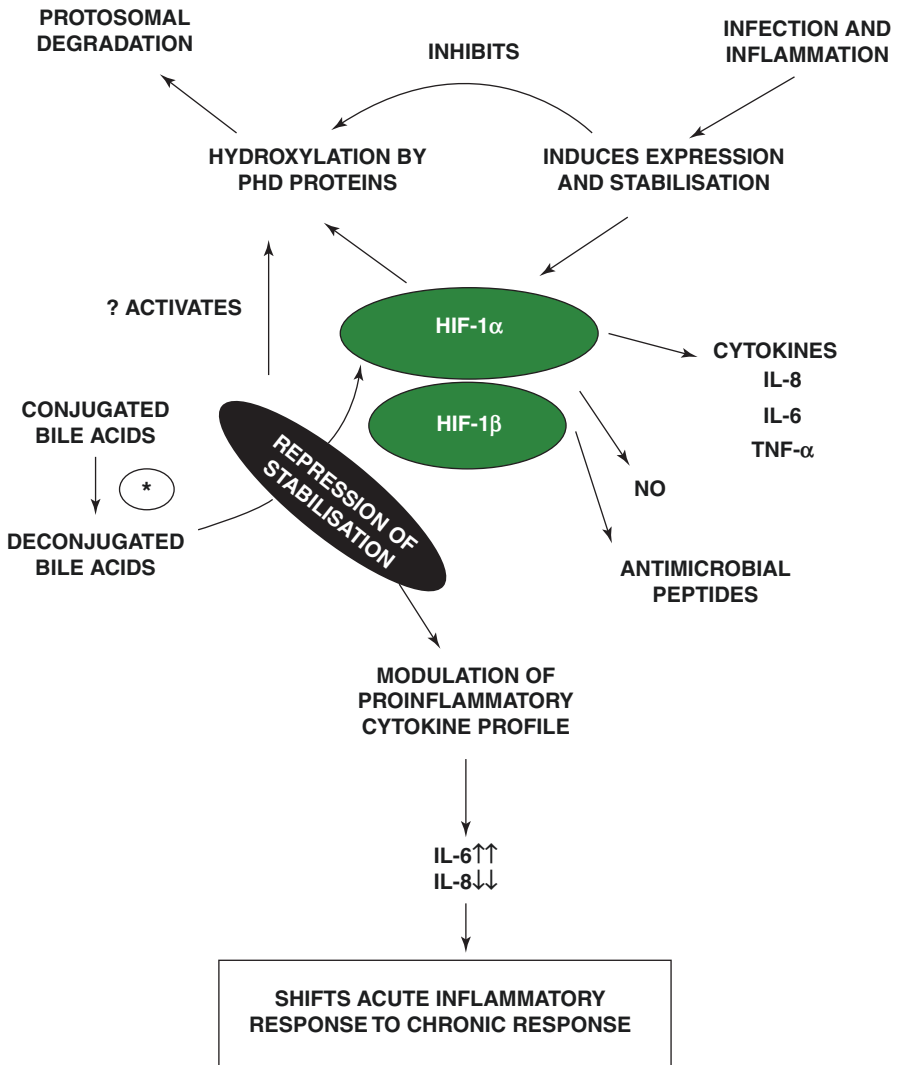 PROTOSOMAL
DEGRADATION
INHIBITS
INFECTION AND
INFLAMMATION
HYDROXYLATION BY
PHD PROTEINS
INDUCES EXPRESSION
AND STABILISATION
? ACTIVATES
HIF-1α
HIF-1β
CYTOKINES
IL-8
IL-6
TNF-α
NO
ANTIMICROBIAL
PEPTIDES
CONJUGATED
BILE ACIDS
*
DECONJUGATED
BILE ACIDS
REPRESSION OF
STABILISATION
MODULATION OF
PROINFLAMMATORY
CYTOKINE PROFILE
IL-6↑↑
IL-8↓↓
SHIFTS ACUTE INFLAMMATORY
RESPONSE TO CHRONIC RESPONSE